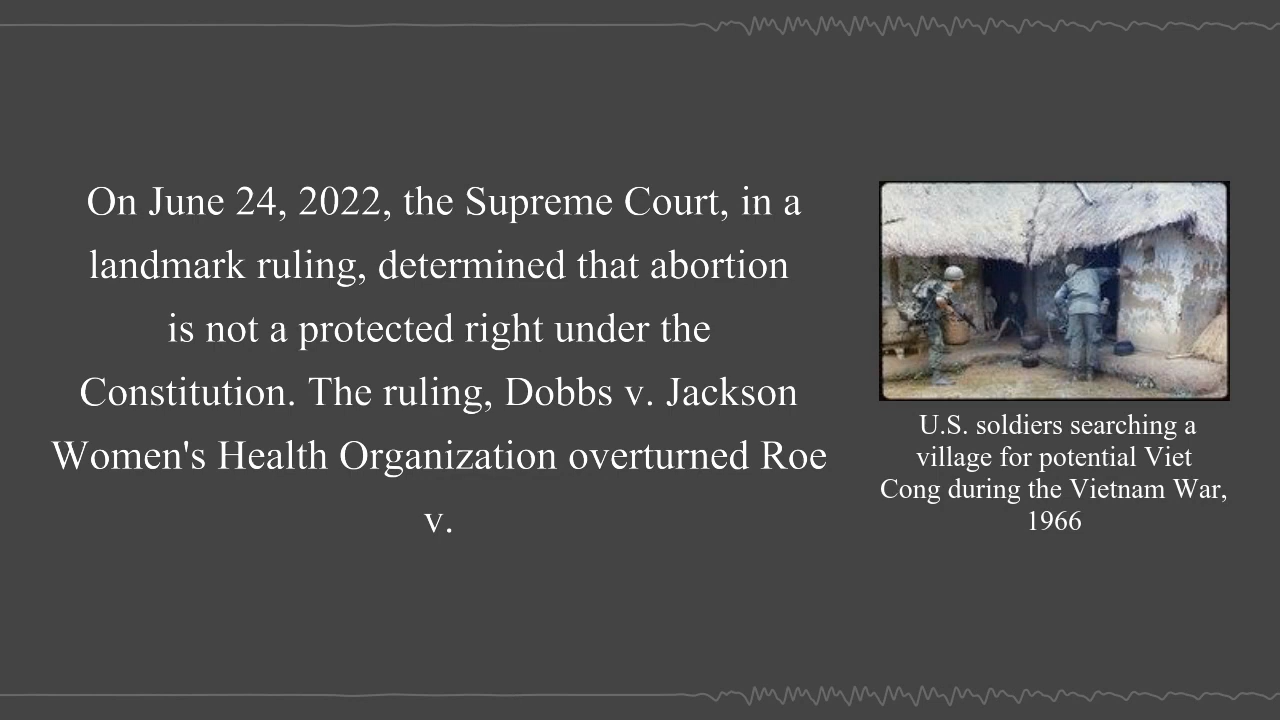 On June 24, 2022, the Supreme Court, in a
landmark ruling, determined that abortion
is not a protected right under the
Constitution. The ruling, Dobbs v. Jackson
Women's Health Organization overturned Roe
v.
U.S. soldiers searching a
village for potential Viet
Cong during the Vietnam War,
1966